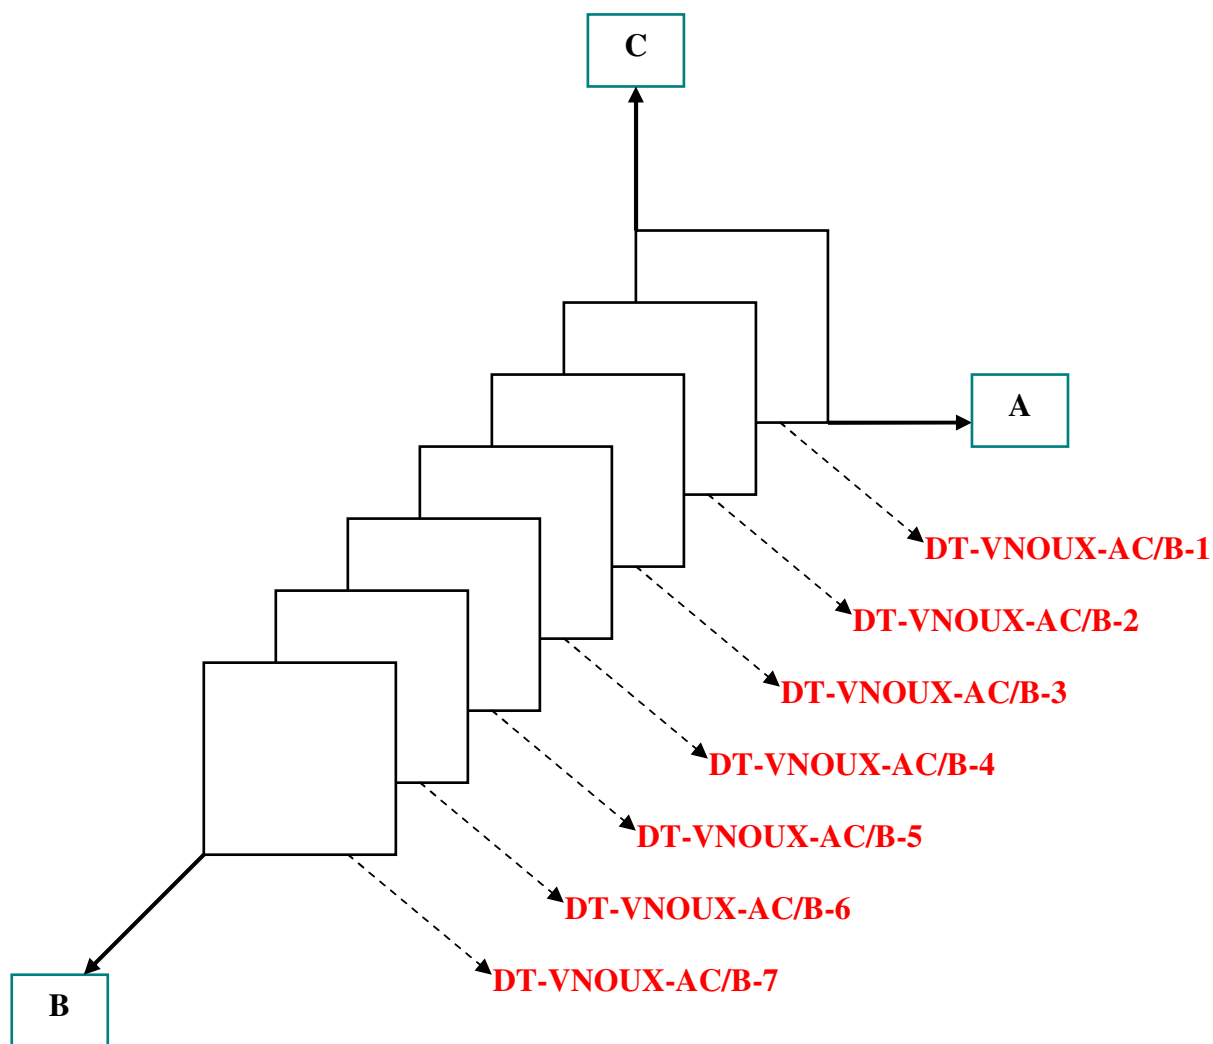 C
A
DT-VNOUX-AC/B-1
DT-VNOUX-AC/B-2
DT-VNOUX-AC/B-3
DT-VNOUX-AC/B-4
DT-VNOUX-AC/B-5
DT-VNOUX-AC/B-6
DT-VNOUX-AC/B-7
B